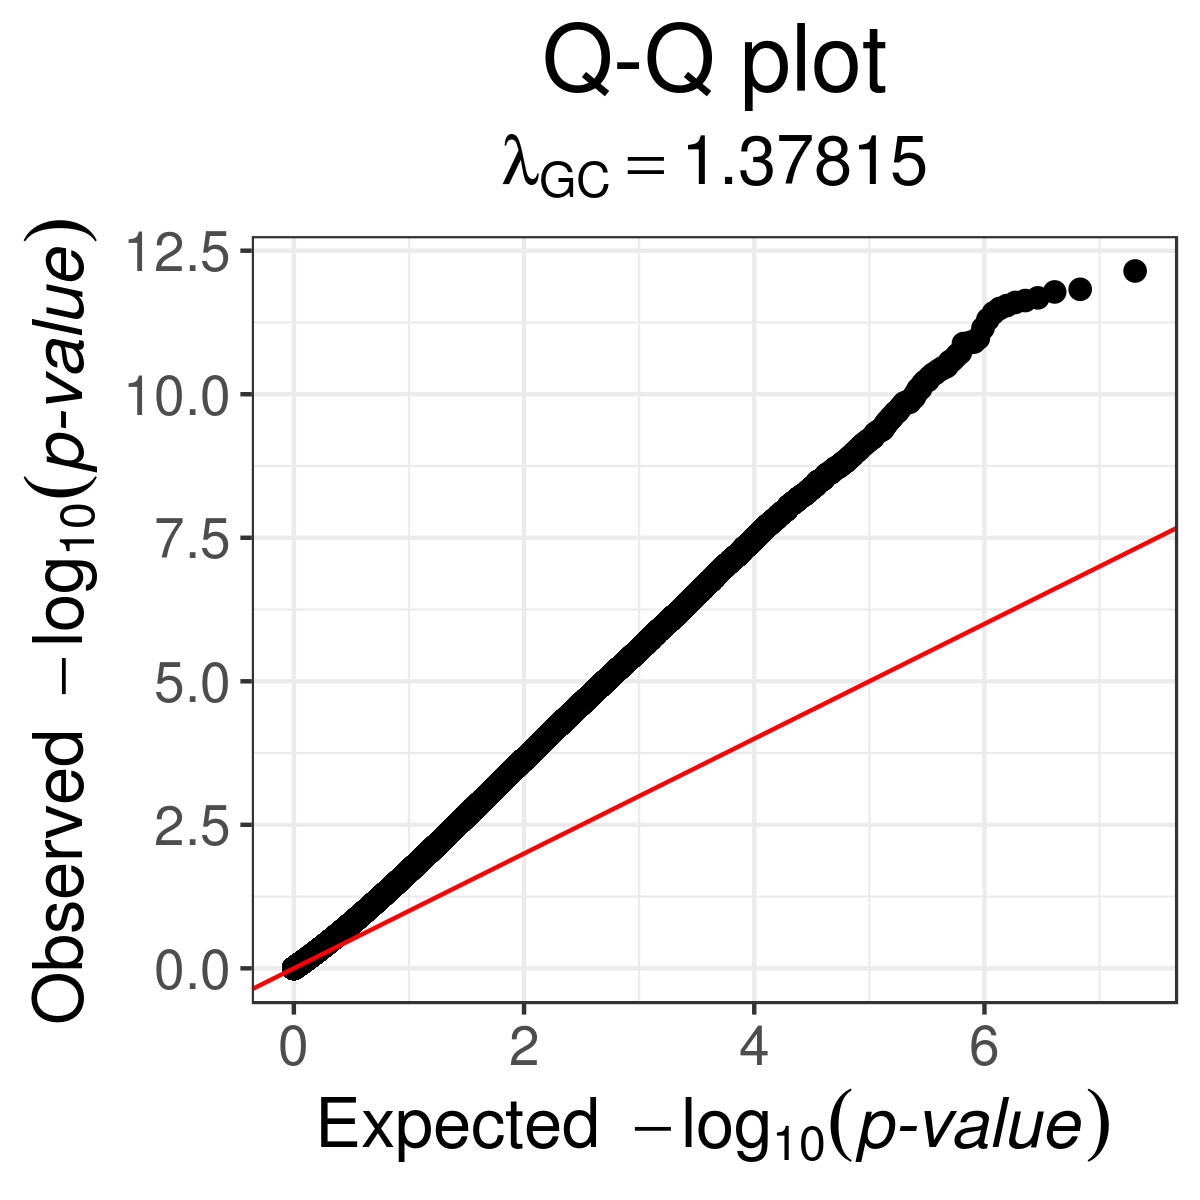 Q-Q plot
λGC = 1.37815
Observed −log10(p-value)
12.5
10.0
7.5
5.0
2.5
0.0
0 2 4 6
Expected −log10(p-value)